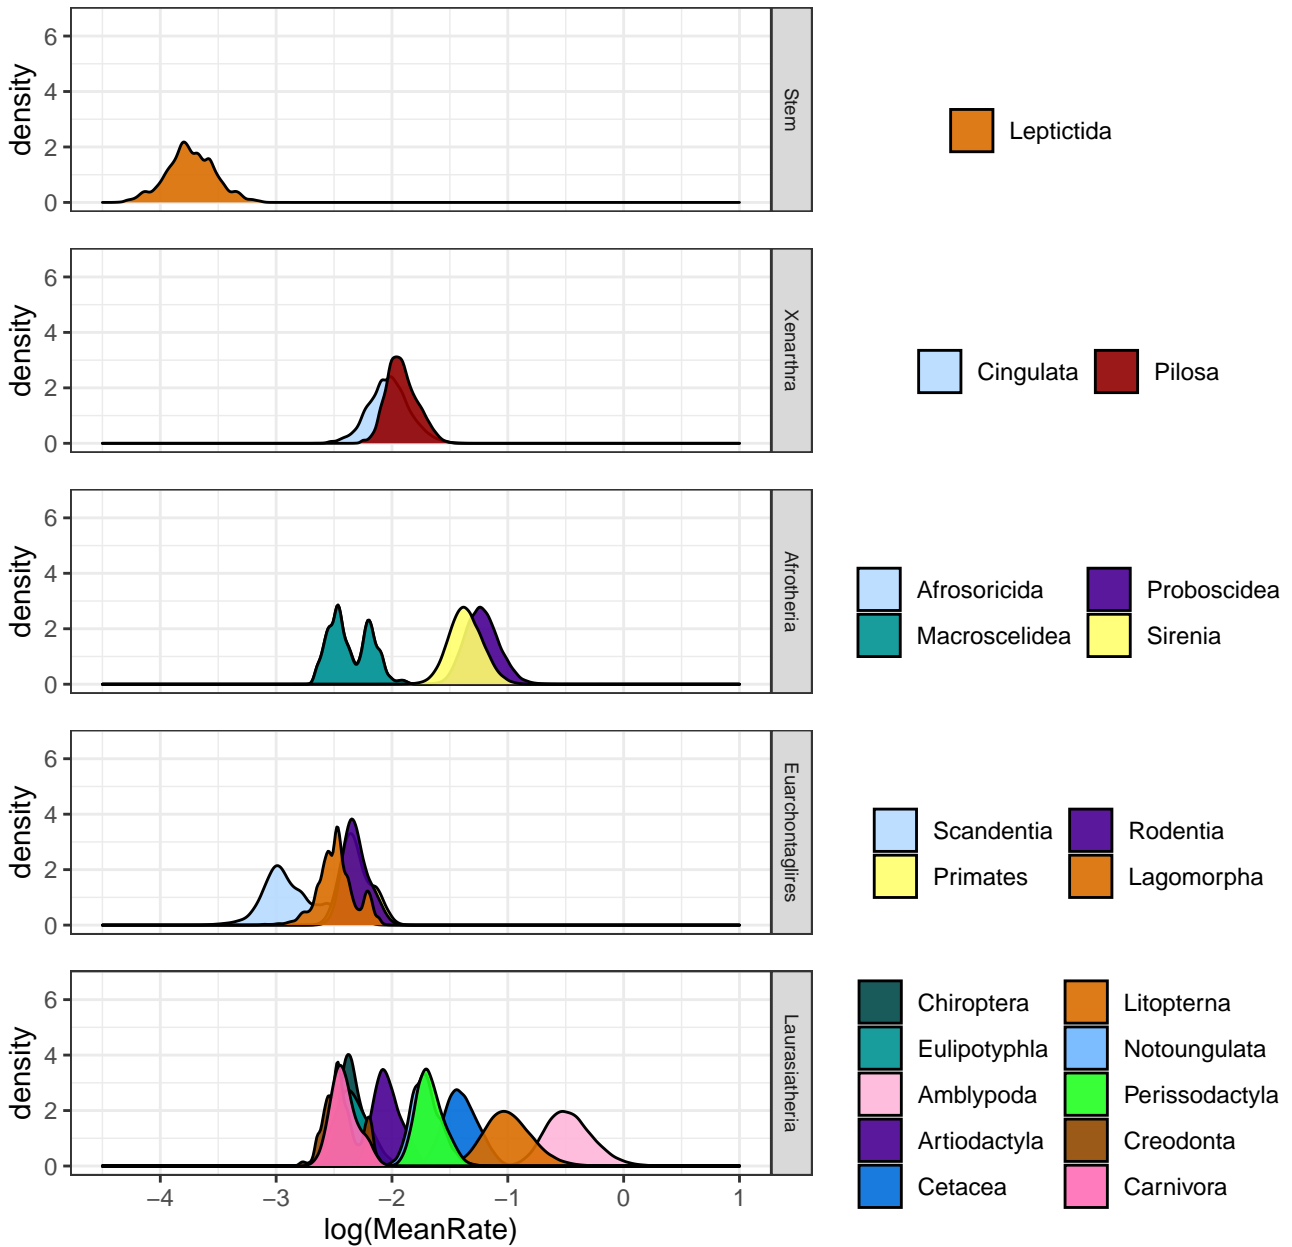 density
6
4
2
0
Stem
Leptictida
density
6
4
2
0
Xenarthra
Cingulata
Pilosa
density
6
4
2
0
Afrotheria
Afrosoricida
Proboscidea
Macroscelidea
Sirenia
density
6
4
2
0
Euarchontaglires
Scandentia
Rodentia
Primates
Lagomorpha
density
6
4
2
0
Laurasiatheria
Chiroptera
Litopterna
Eulipotyphla
Notoungulata
Amblypoda
Perissodactyla
Artiodactyla
Creodonta
Cetacea
Carnivora
−4 −3 −2 −1 0 1
log(MeanRate)